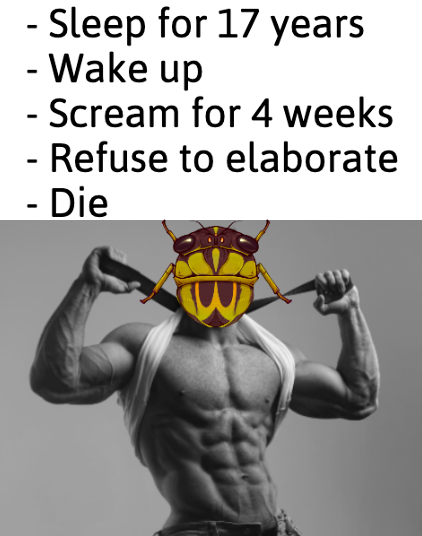 - Sleep for 17 years
- Wake up
- Scream for 4 weeks
- Refuse to elaborate
- Die